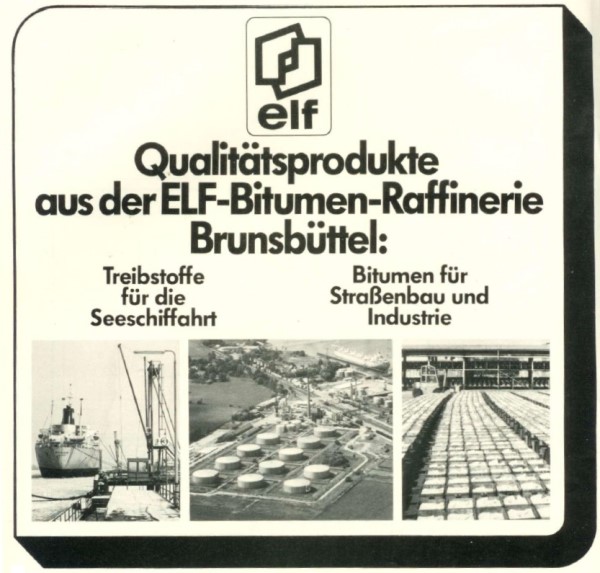 elf
Qualitätsprodukte
aus der ELF-Bitumen-Raffinerie
Brunsbüttel:
Treibstoffe
für die
Seeschiffahrt
Bitumen für
Straßenbau und
Industrie